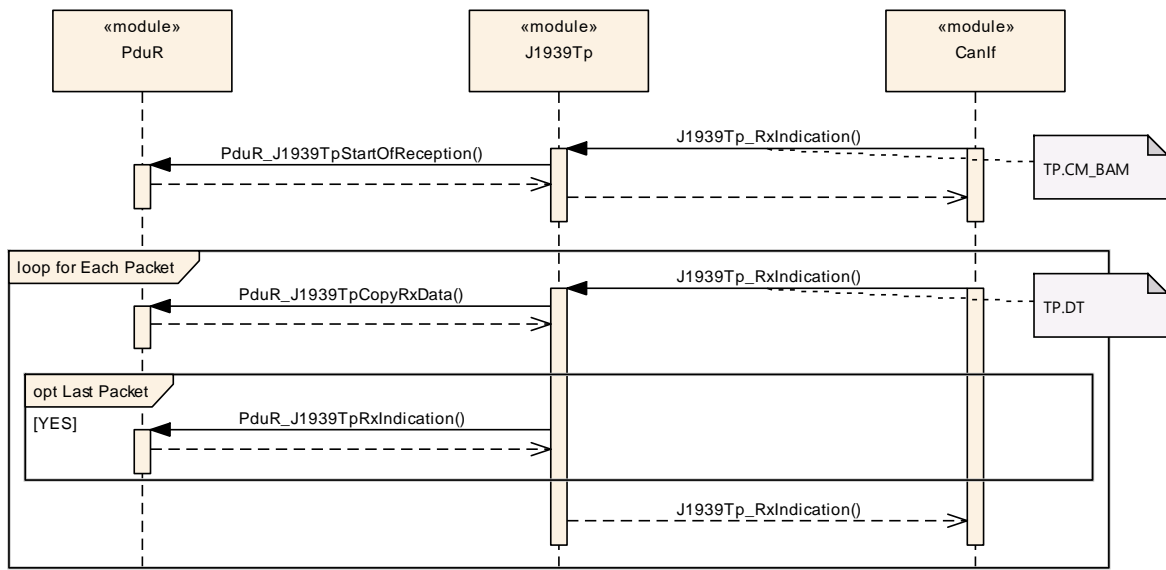 «module»
PduR
«module»
J1939Tp
«module»
CanIf
J1939Tp_RxIndication()
PduR_J1939TpStartOfReception()
TP.CM_BAM
loop for Each Packet
J1939Tp_RxIndication()
PduR_J1939TpCopyRxData()
TP.DT
opt Last Packet
[YES]
PduR_J1939TpRxIndication()
J1939Tp_RxIndication()